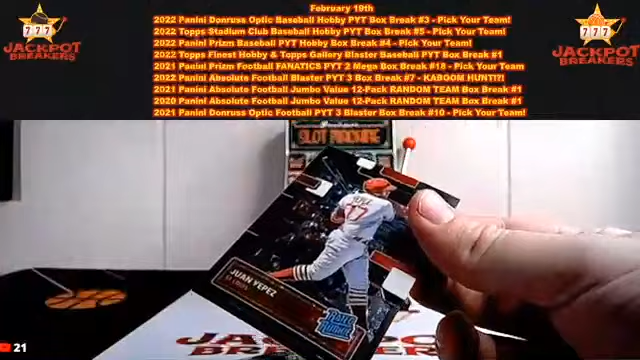 February 19th
2022 Panini Donruss Optic Baseball Hobby PYT Box Break #3 - Pick Your Team!
2022 Topps Stadium Club Baseball Hobby PYT Box Break #5 - Pick Your Team!
2022 Panini Prizm Baseball PYT Hobby Box Break #4 - Pick Your Team!
2022 Topps Finest Hobby & Topps Gallery Blaster Baseball PYT Box Break #1
2021 Panini Prizm Football FANATICS PYT 2 Mega Box Break #18 - Pick Your Team
2022 Panini Absolute Football Blaster PYT 3 Box Break #7 - KABOOM HUNT!?!
2021 Panini Absolute Football Jumbo Value 12-Pack RANDOM TEAM Box Break #1
2020 Panini Absolute Football Jumbo Value 12-Pack RANDOM TEAM Box Break #1
2021 Panini Donruss Optic Football PYT 3 Blaster Box Break #10 - Pick Your Team!
777
JACKPOT
BREAKERS
777
JACKPOT
BREAKERS
SLOT MACHINE
YEPEZ
JUAN YEPEZ
Rated
Rookie
21